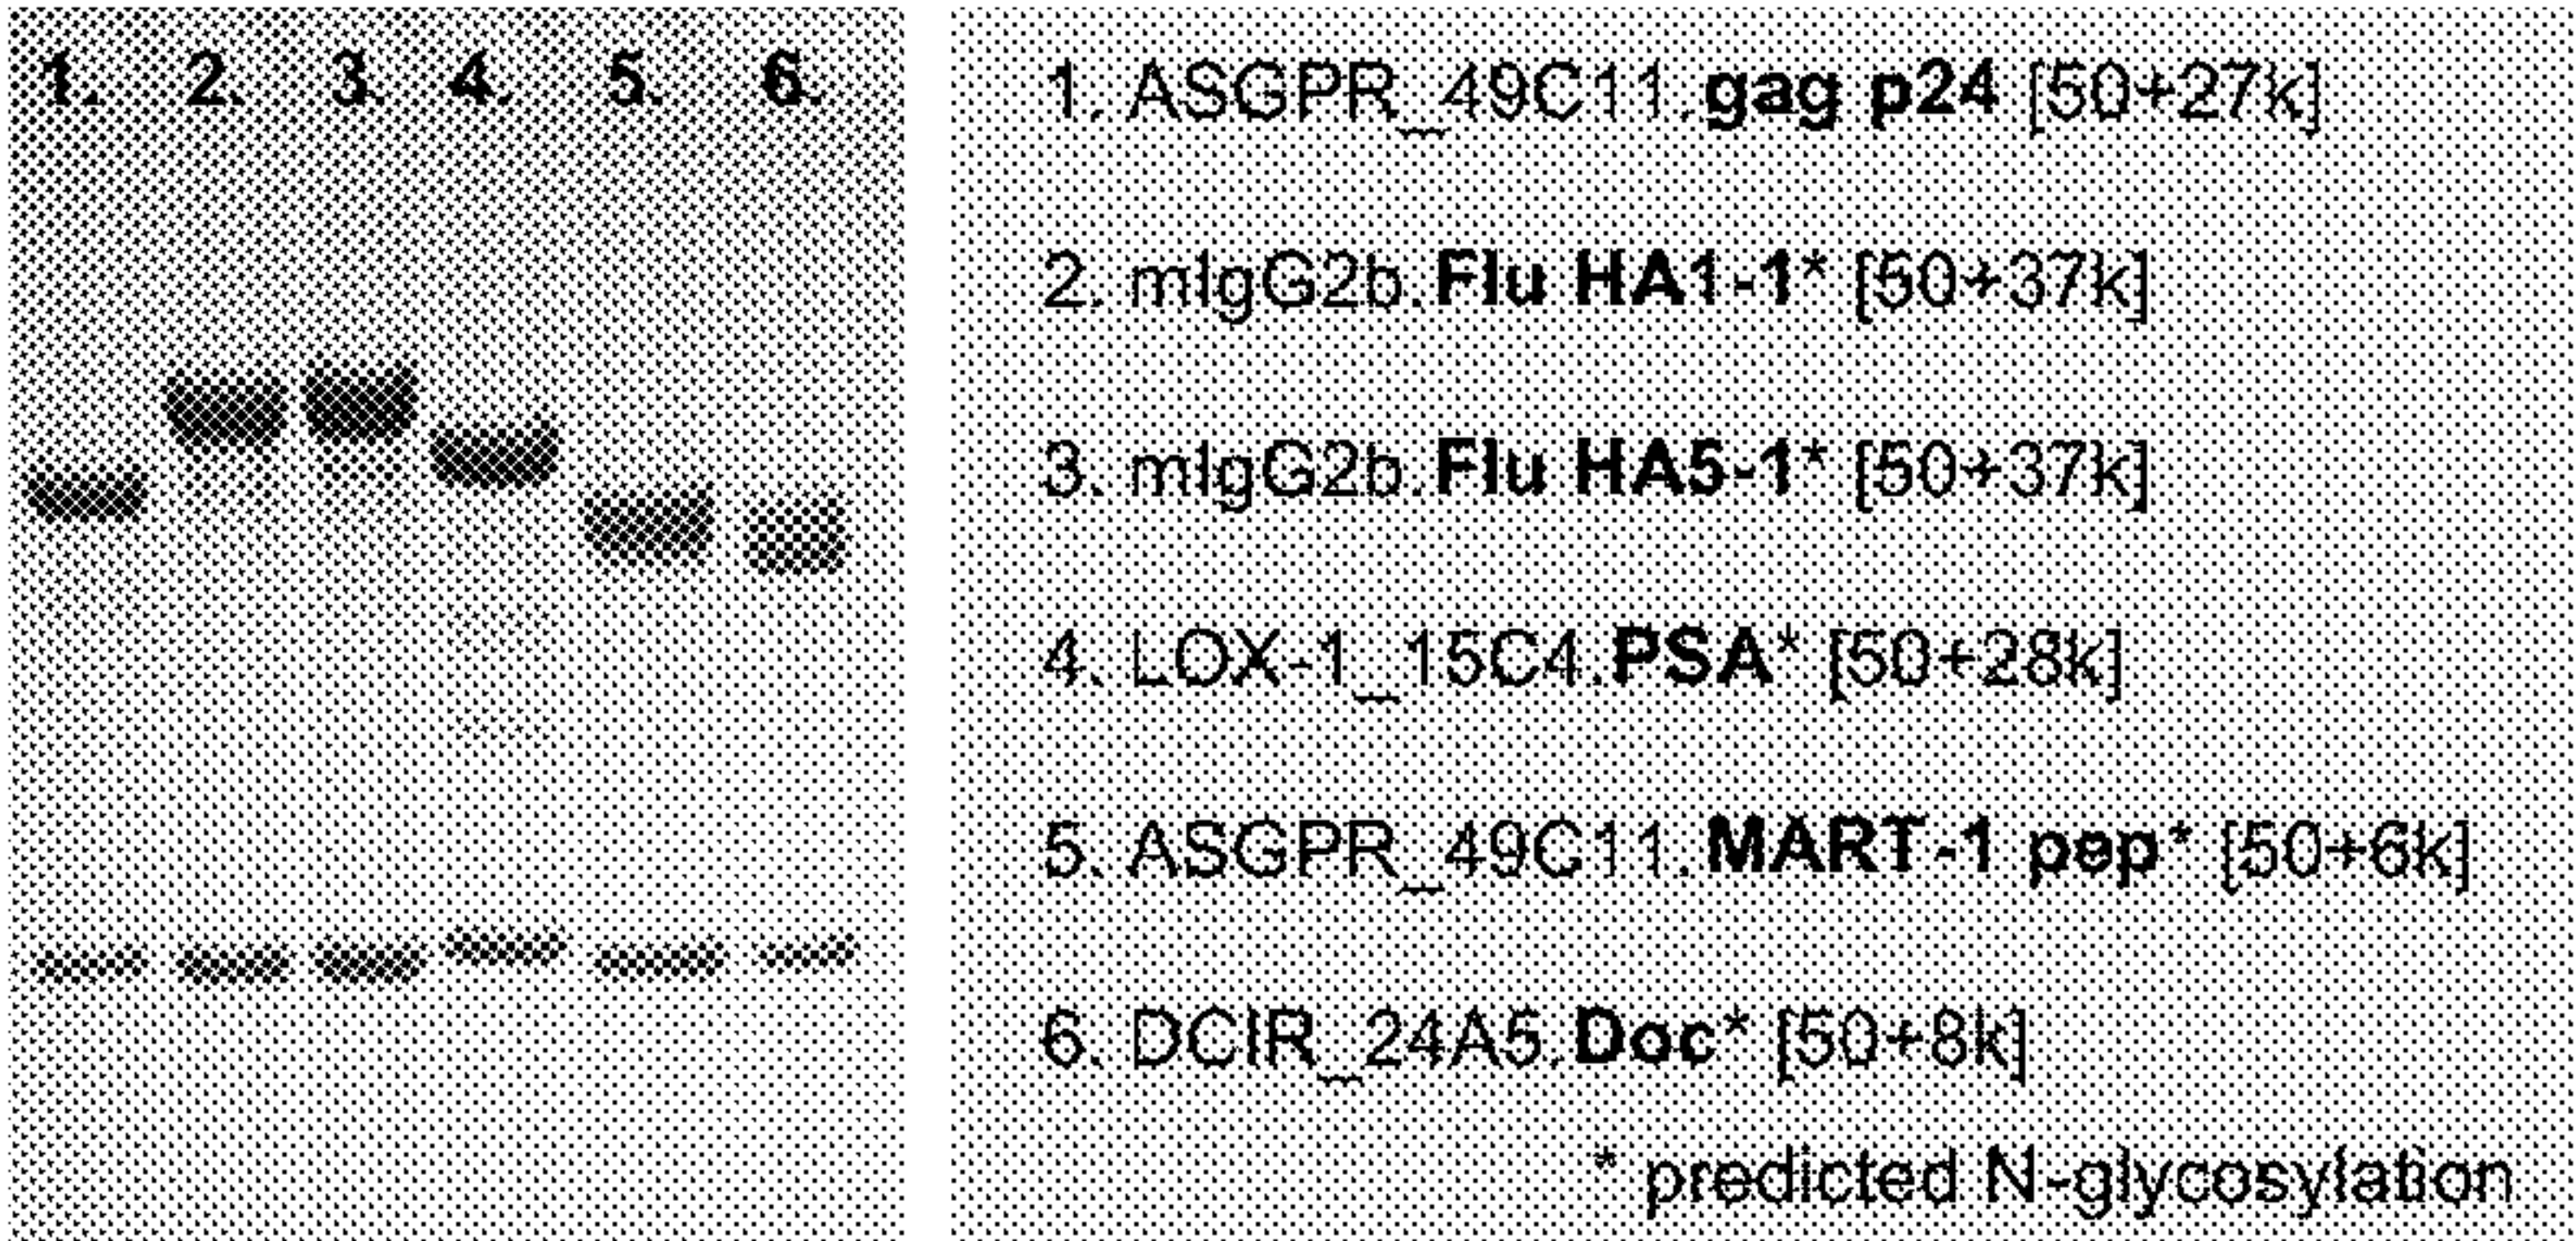 1. 2. 3. 4. 5. 6.
1. ASGPR_49C11.gag p24 [50+27k]
2. mIgG2b.Flu HA1-1* [50+37k]
3. mIgG2b.Flu HA5-1* [50+37k]
4. LOX-1_15C4.PSA* [50+28k]
5. ASGPR_49C11.MART-1 pep* [50+6k]
6. DCIR_24A5.Doc* [50+8k]
* predicted N-glycosylation